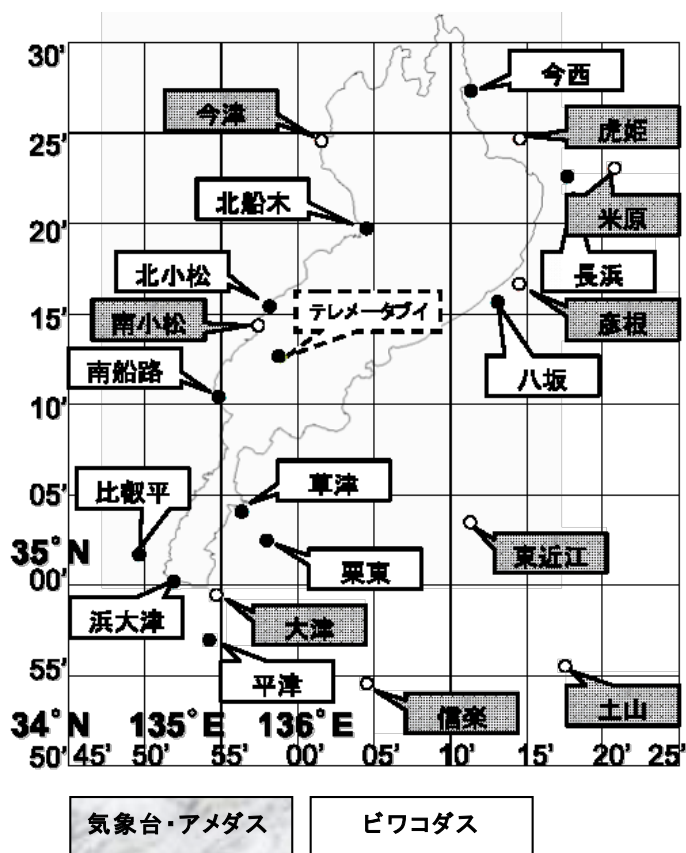 30'
今西
今津
虎姫
25'
北船木
米原
20'
北小松
長浜
テレメータブイ
15'
南小松
彦根
南船路
八坂
10'
草津
05'
比叡平
35°N
東近江
栗東
00'
浜大津
大津
55'
平津
信楽
土山
34°N 135°E 136°E
50' 45' 50' 55' 00' 05' 10' 15' 20' 25'
気象台・アメダス
ビワコダス